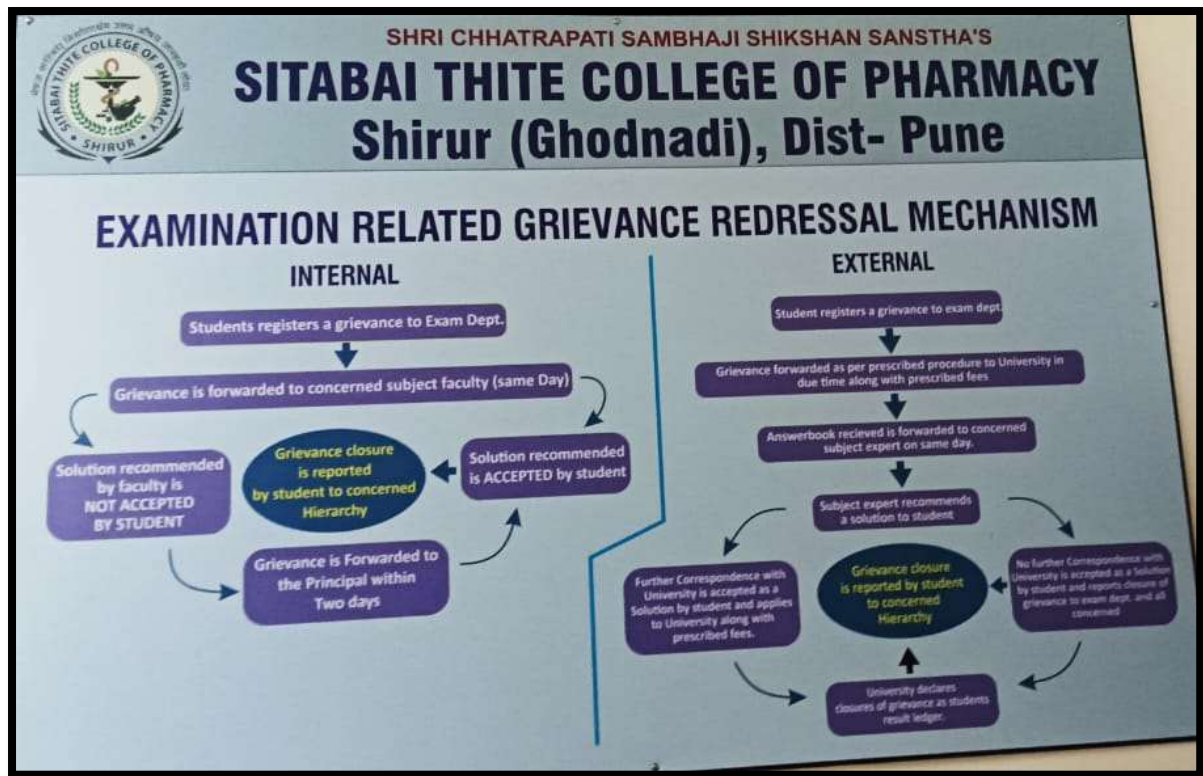 SHRI CHHATRAPATI SAMBHAJI SHIKSHAN SANSTHA'S
SITABAI THITE COLLEGE OF PHARMACY
Shirur (Ghodnadi), Dist- Pune
SITABAI THITE COLLEGE OF PHARMACY
SHIRUR
EXAMINATION RELATED GRIEVANCE REDRESSAL MECHANISM
INTERNAL
Students registers a grievance to Exam Dept.
Grievance is forwarded to concerned subject faculty (same Day)
Solution recommended
by faculty is
NOT ACCEPTED
BY STUDENT
Grievance closure
is reported
by student to concerned
Hierarchy
Solution recommended
is ACCEPTED by student
Grievance is Forwarded to
the Principal within
Two days
EXTERNAL
Student registers a grievance to exam dept.
Grievance forwarded as per prescribed procedure to University in
due time along with prescribed fees
Answerbook recieved is forwarded to concerned
subject expert on same day.
Subject expert recommends
a solution to student
Further Correspondence with
University is accepted as a
Solution by student and applies
to University along with
prescribed fees.
Grievance closure
is reported by student
to concerned
Hierarchy
No further Correspondence with
University is accepted as a Solution
by student and reports closure of
grievance to exam dept. and all
concerned
University declares
closures of grievance as students
result ledger.